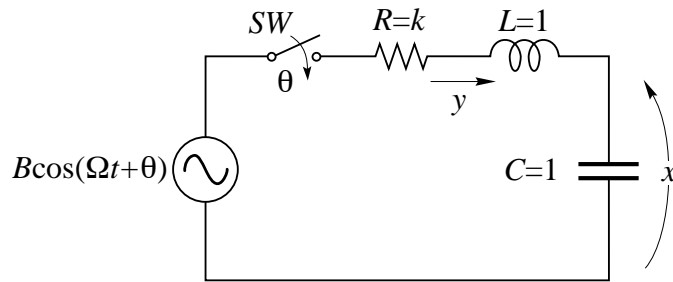 SW
R=k
L=1
θ
y
Bcos(Ωt+θ)
C=1
x